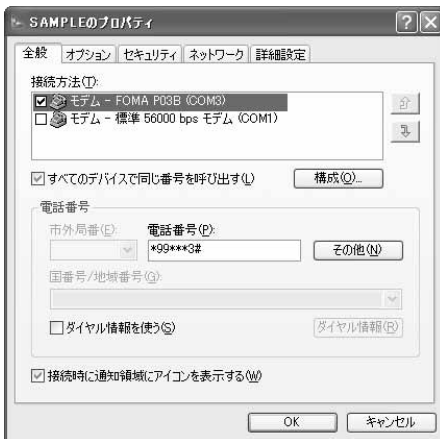 SAMPLEのプロパティ
全般 オプション セキュリティ ネットワーク 詳細設定
接続方法(T):
モデム - FOMA P03B (COM3)
モデム - 標準 56000 bps モデム (COM1)
すべてのデバイスで同じ番号を呼び出す(L)
構成(O)...
電話番号
市外局番(E): 電話番号(P):
*99***3# その他(N)
国番号/地域番号(G):
ダイヤル情報を使う(S) ダイヤル情報(R)
接続時に通知領域にアイコンを表示する(W)
OK キャンセル